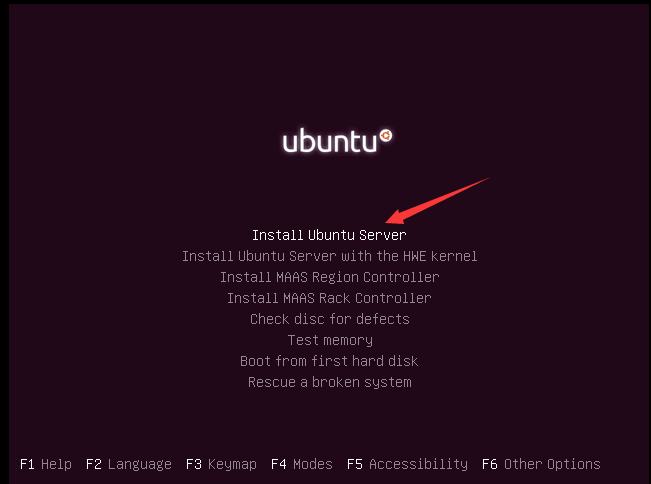 ubuntu
Install Ubuntu Server
Install Ubuntu Server with the HWE kernel
Install MAAS Region Controller
Install MAAS Rack Controller
Check disc for defects
Test memory
Boot from first hard disk
Rescue a broken system
F1 Help F2 Language F3 Keymap F4 Modes F5 Accessibility F6 Other Options